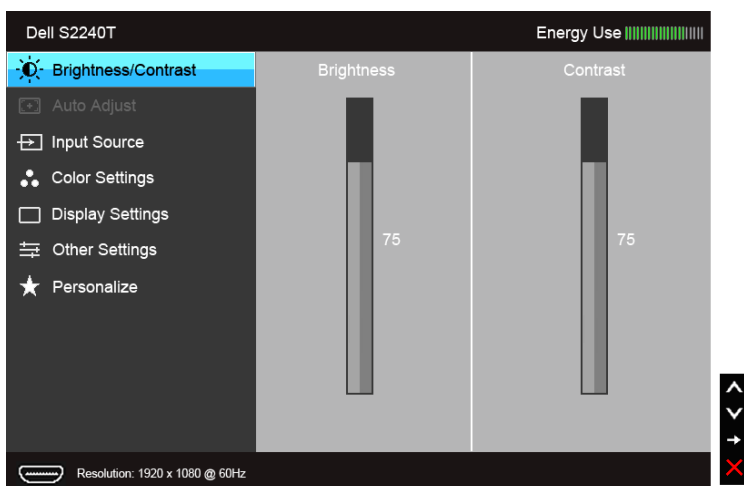 Dell S2240T
Energy Use
Brightness/Contrast
Auto Adjust
Input Source
Color Settings
Display Settings
Other Settings
Personalize
Brightness
Contrast
75
75
Resolution: 1920 x 1080 @ 60Hz